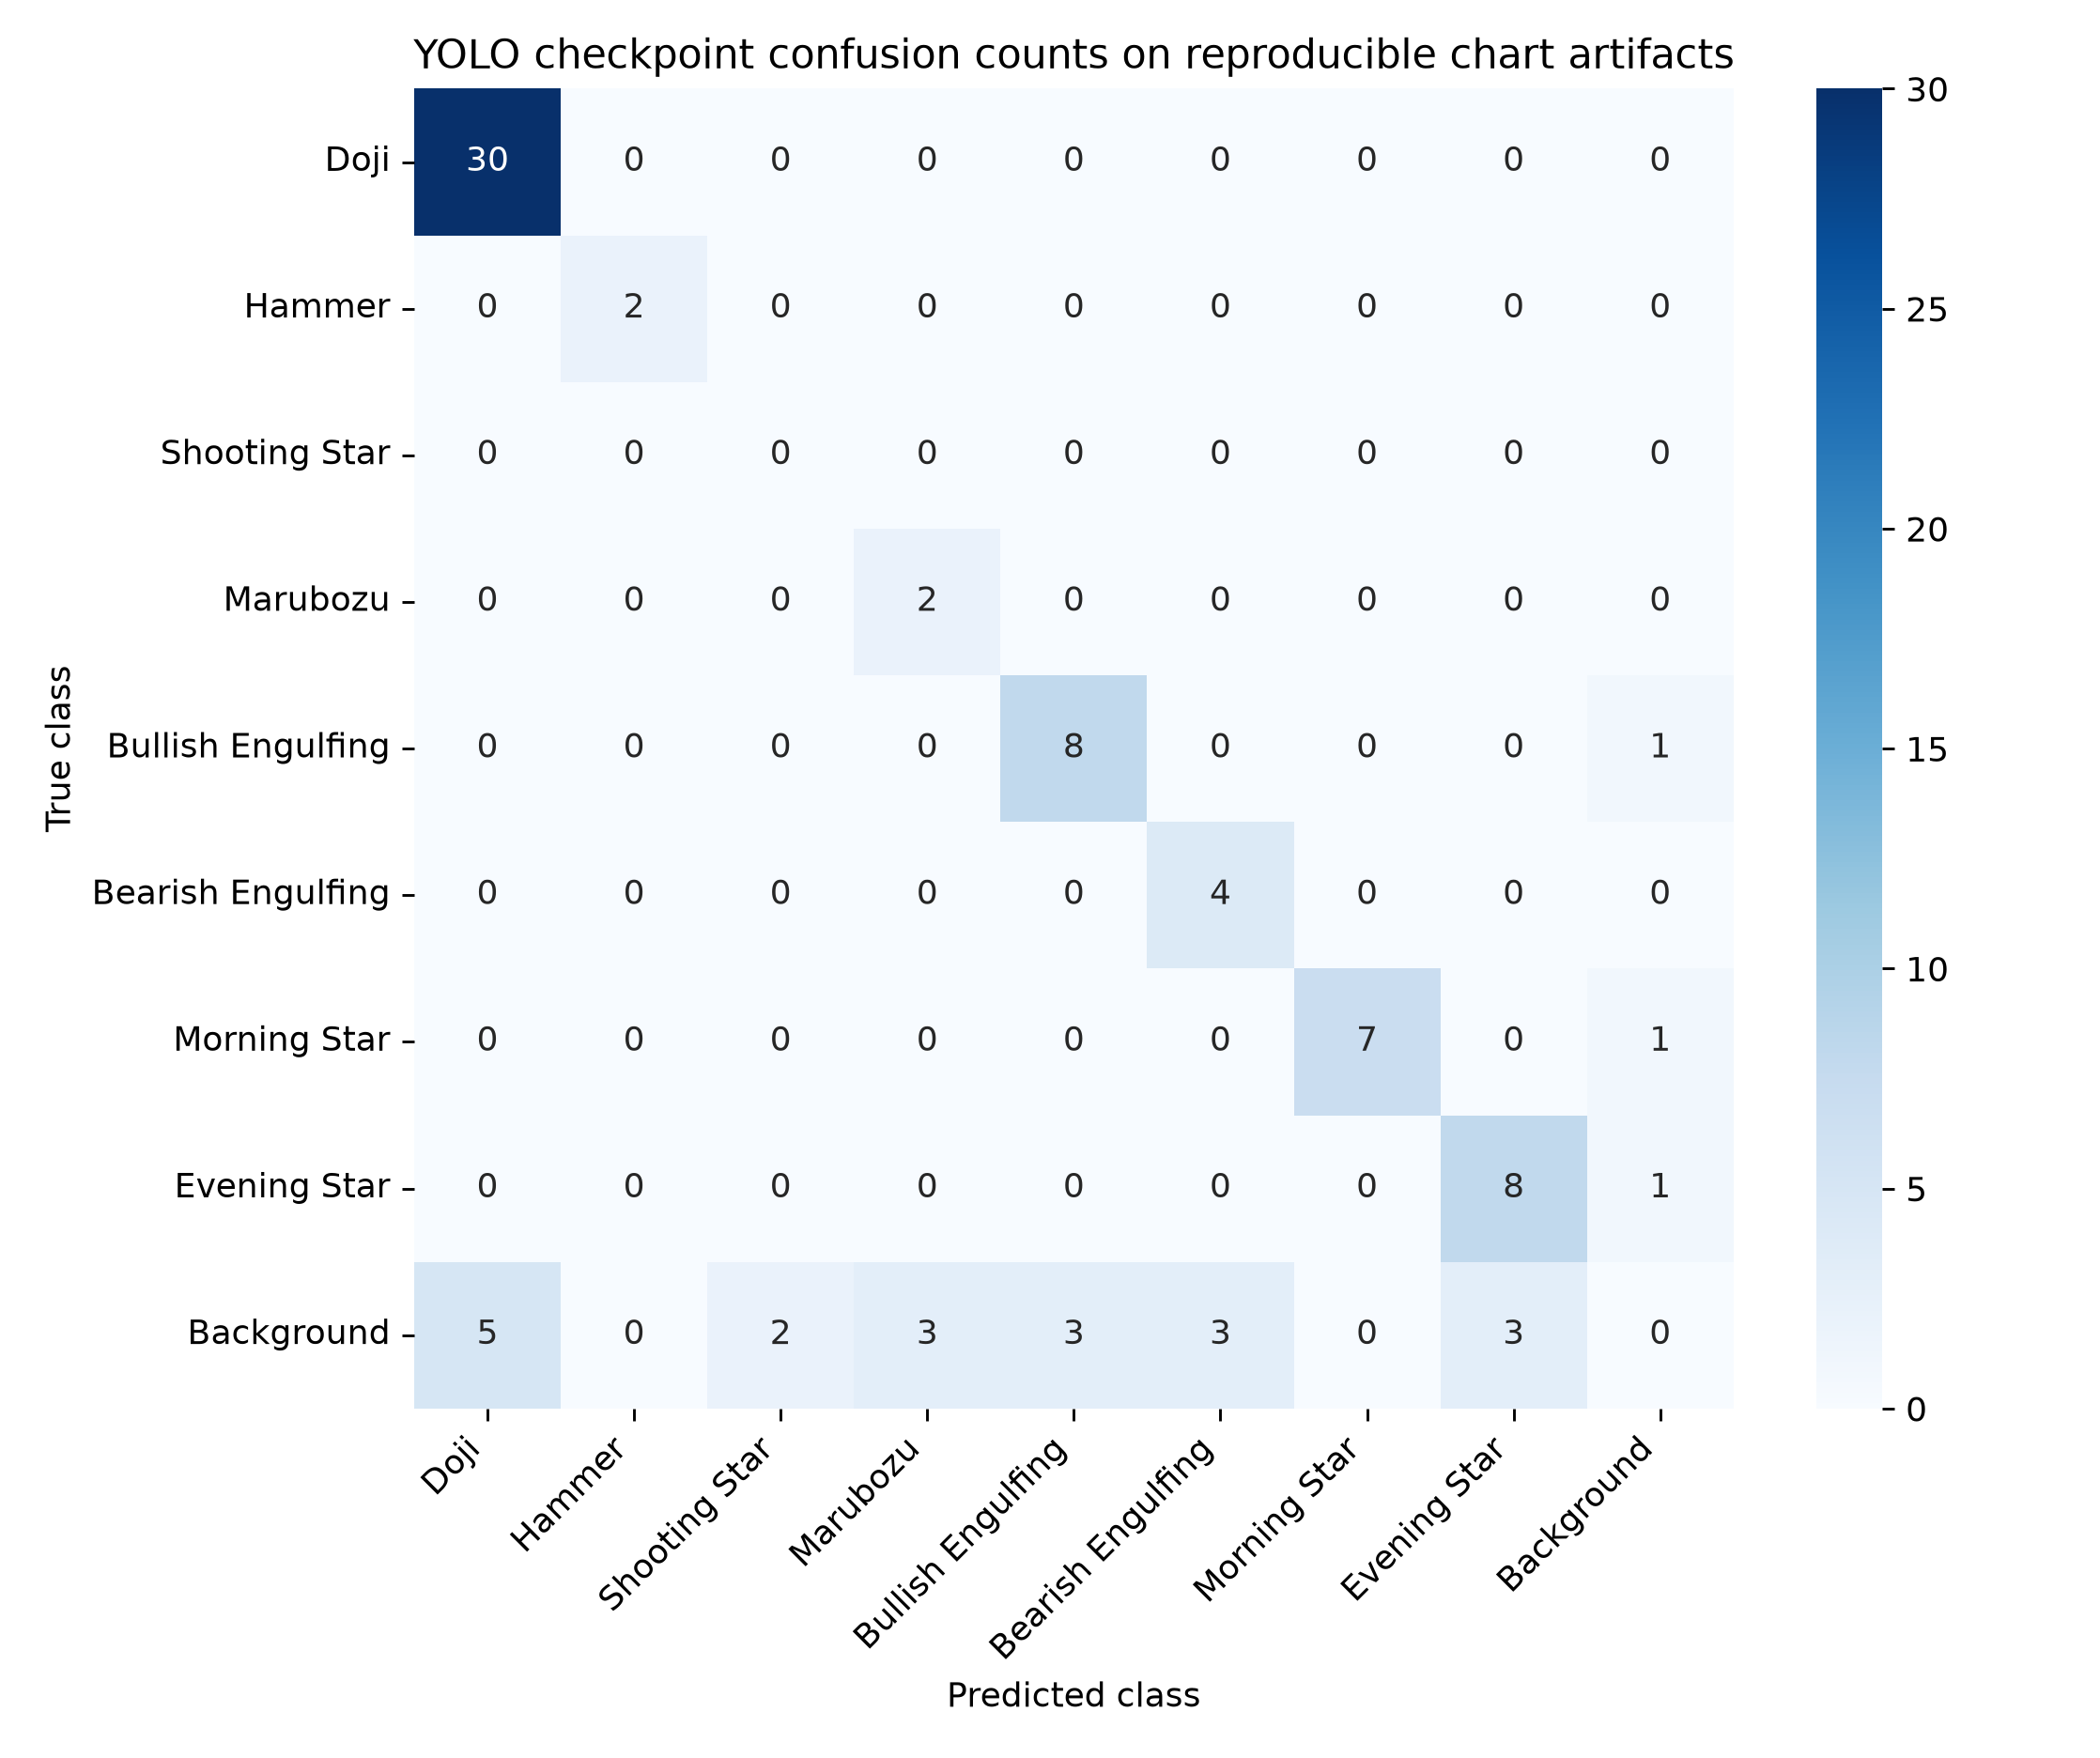 YOLO checkpoint confusion counts on reproducible chart artifacts
True class
Doji 30 0 0 0 0 0 0 0 0
Hammer 0 2 0 0 0 0 0 0 0
Shooting Star 0 0 0 0 0 0 0 0 0
Marubozu 0 0 0 2 0 0 0 0 0
Bullish Engulfing 0 0 0 0 8 0 0 0 1
Bearish Engulfing 0 0 0 0 0 4 0 0 0
Morning Star 0 0 0 0 0 0 7 0 1
Evening Star 0 0 0 0 0 0 0 8 1
Background 5 0 2 3 3 3 0 3 0
Doji
Hammer
Shooting Star
Marubozu
Bullish Engulfing
Bearish Engulfing
Morning Star
Evening Star
Background
Predicted class
30
25
20
15
10
5
0